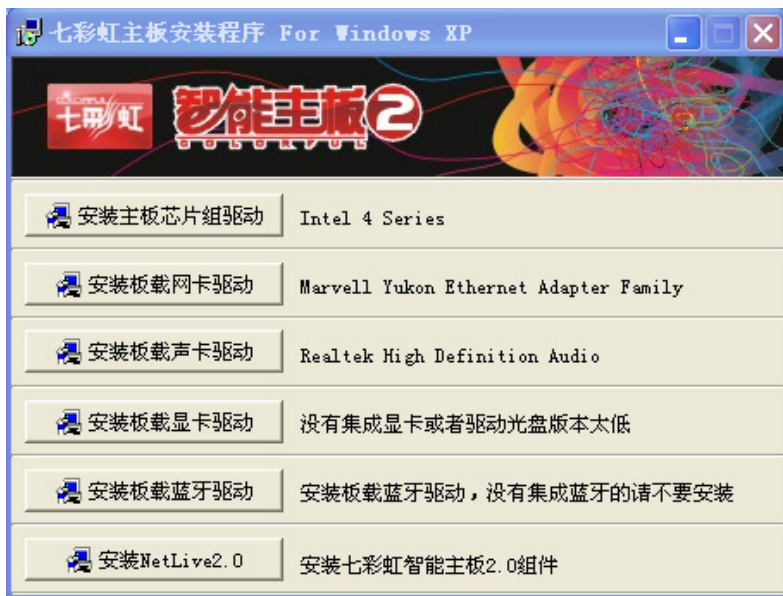 七彩虹主板安装程序 For Windows XP
COLORFUL
七彩虹
智能主板2
COLORFUL
安装主板芯片组驱动 Intel 4 Series
安装板载网卡驱动 Marvell Yukon Ethernet Adapter Family
安装板载声卡驱动 Realtek High Definition Audio
安装板载显卡驱动 没有集成显卡或者驱动光盘版本太低
安装板载蓝牙驱动 安装板载蓝牙驱动，没有集成蓝牙的请不要安装
安装NetLive2.0 安装七彩虹智能主板2.0组件